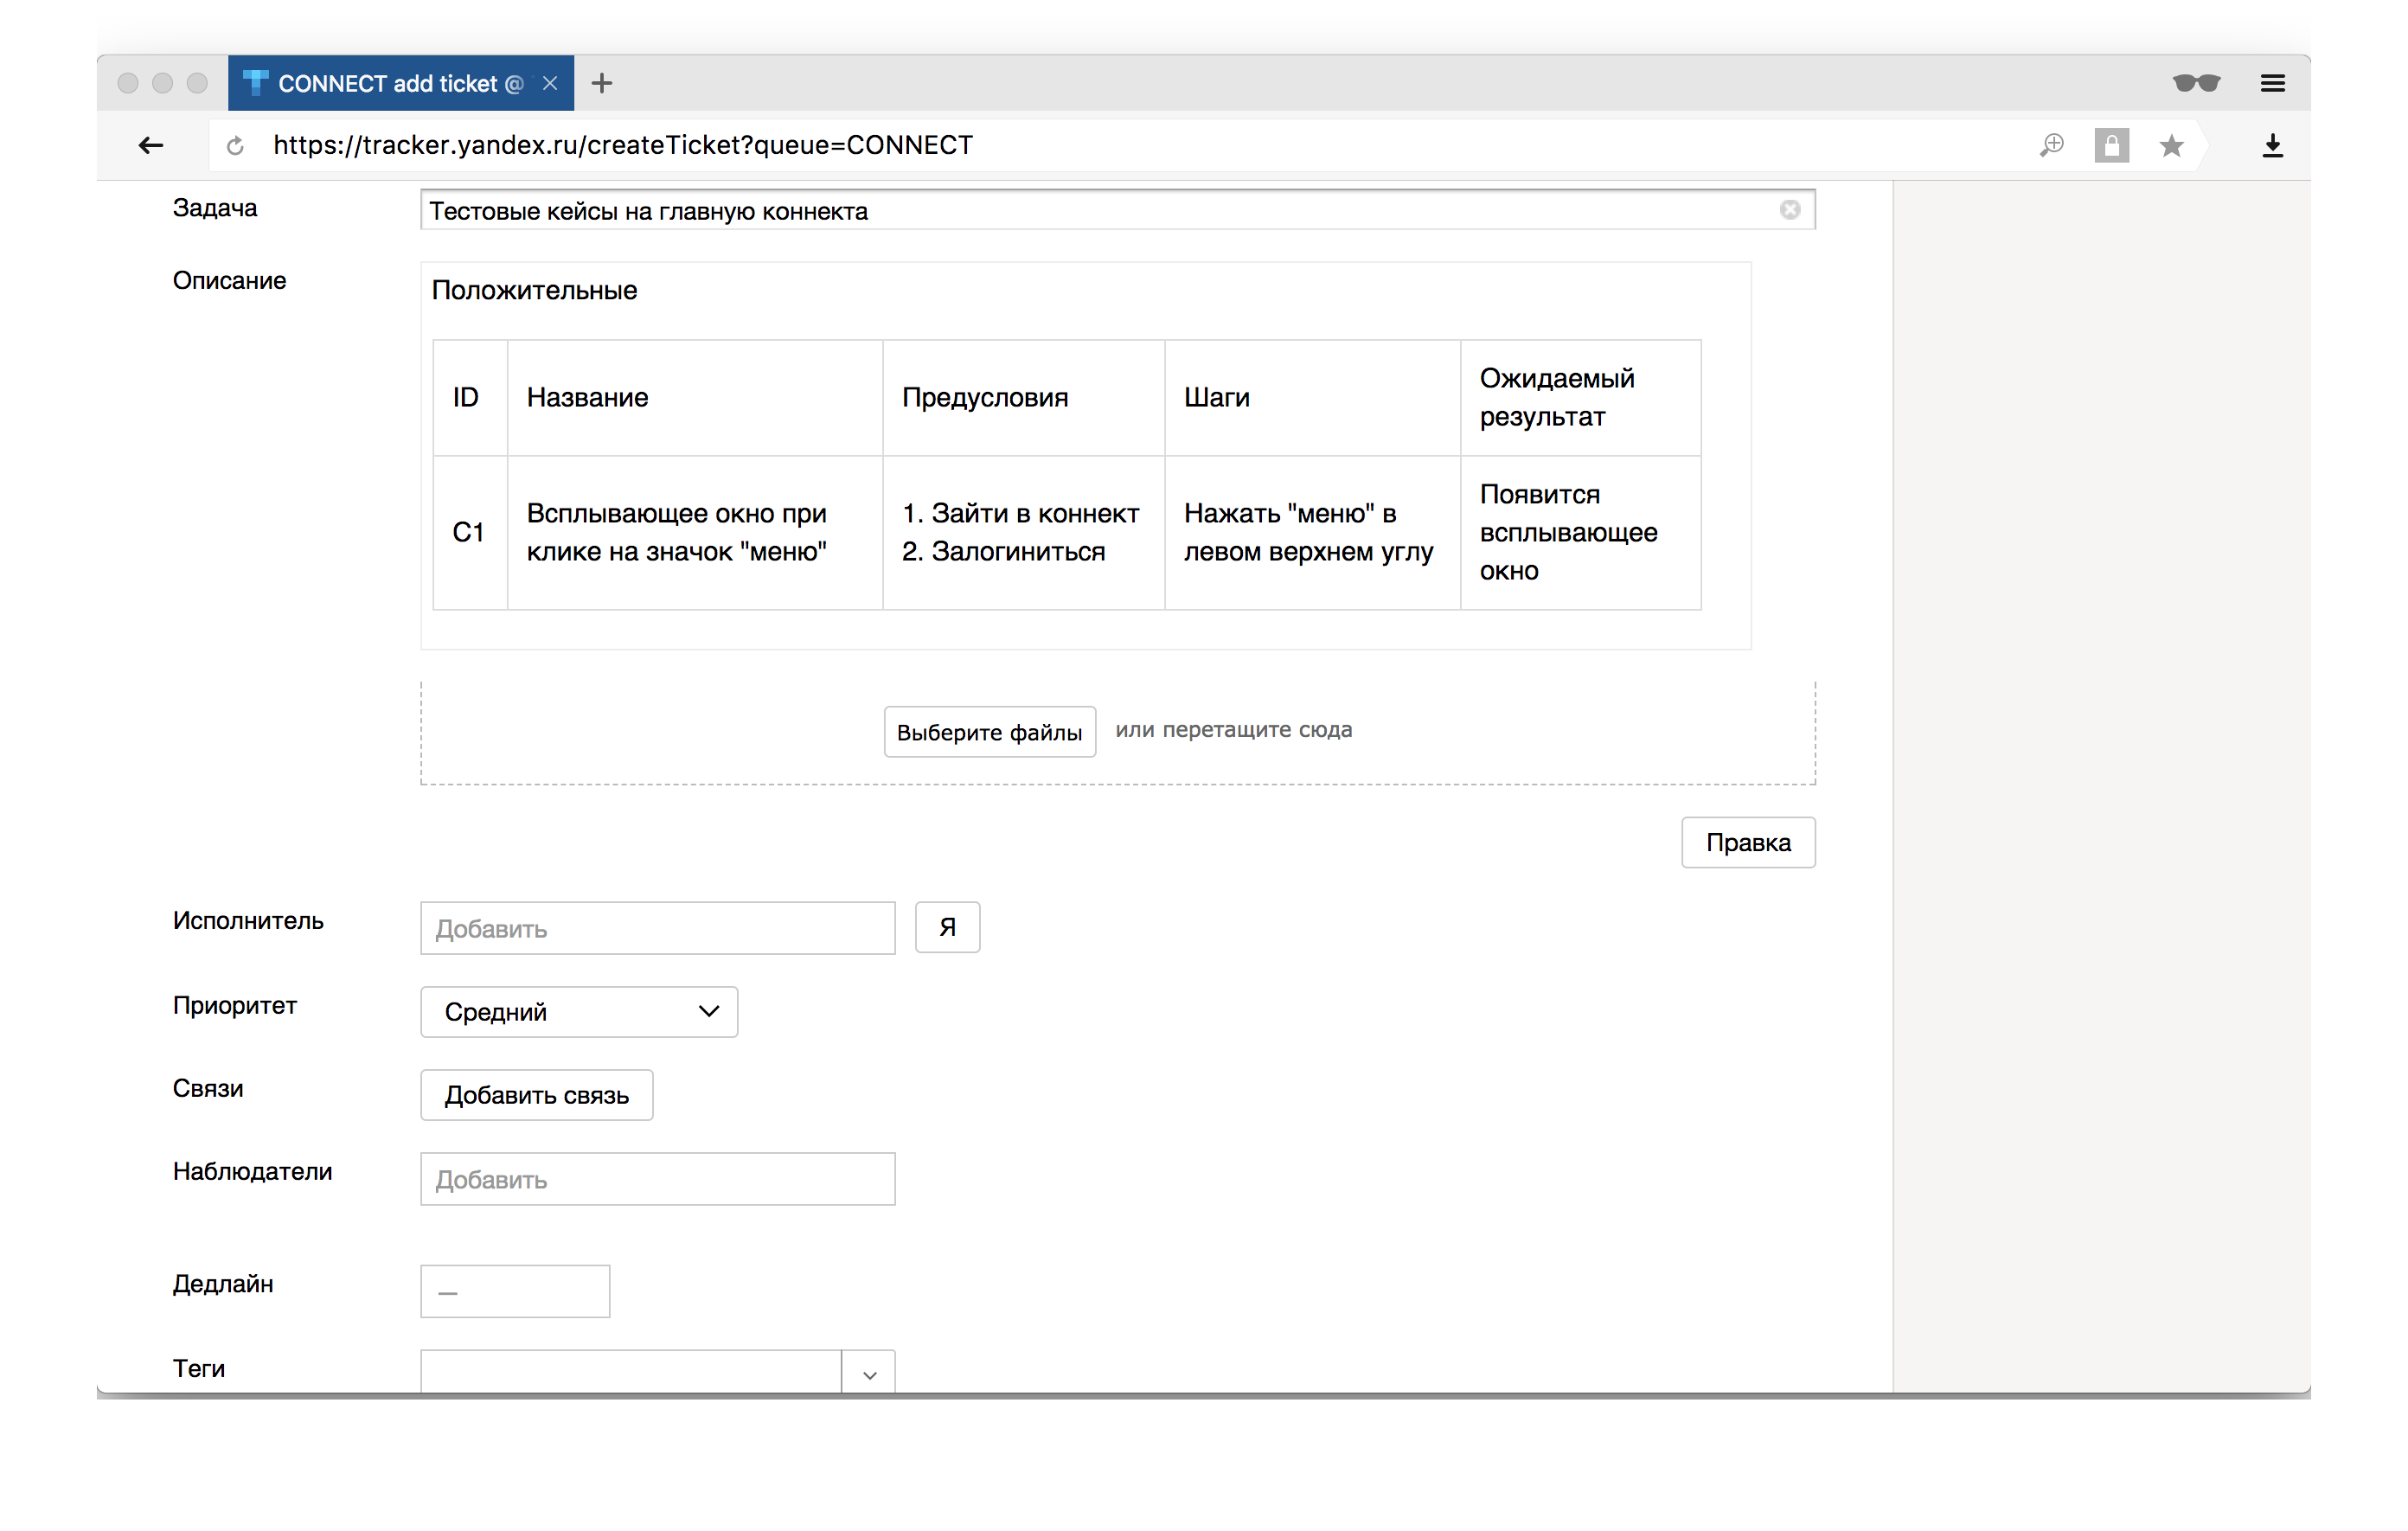 CONNECT add ticket @
https://tracker.yandex.ru/createTicket?queue=CONNECT
Задача
Тестовые кейсы на главную коннекта
Описание
Положительные
ID
Название
Предусловия
Шаги
Ожидаемый
результат
C1
Всплывающее окно при
клике на значок "меню"
1. Зайти в коннект
2. Залогиниться
Нажать "меню" в
левом верхнем углу
Появится
всплывающее
окно
Выберите файлы
или перетащите сюда
Правка
Исполнитель
Добавить
Я
Приоритет
Средний
Связи
Добавить связь
Наблюдатели
Добавить
Дедлайн
—
Теги